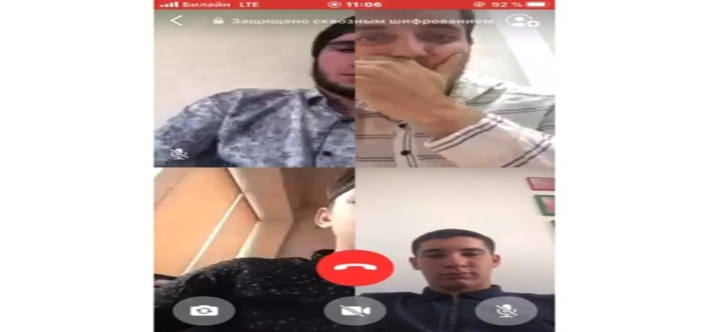 Билайн LTE 11:06 92 %
Защищено сквозным шифрованием